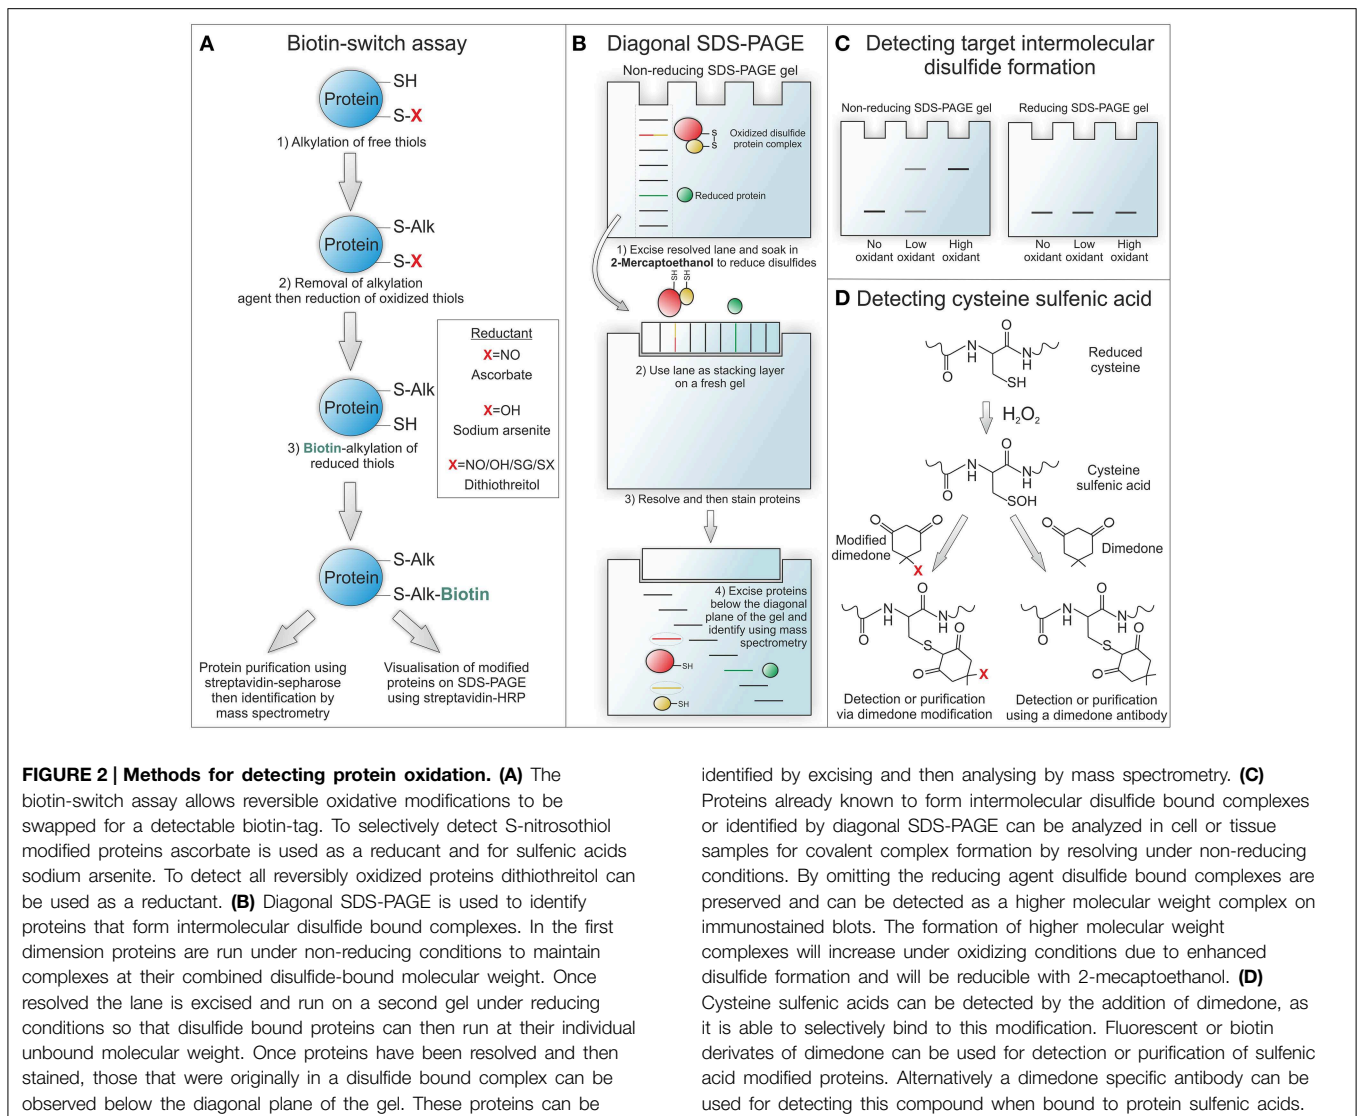 A Biotin-switch assay
Protein
SH
S-X
1) Alkylation of free thiols
Protein
S-Alk
S-X
2) Removal of alkylation
agent then reduction of oxidized thiols
Reductant
X=NO
Ascorbate
X=OH
Sodium arsenite
X=NO/OH/SG/SX
Dithiothreitol
Protein
S-Alk
SH
3) Biotin-alkylation of
reduced thiols
Protein
S-Alk
S-Alk-Biotin
Protein purification using
streptavidin-sepharose
then identification by
mass spectrometry
Visualisation of modified
proteins on SDS-PAGE
using streptavidin-HRP
B Diagonal SDS-PAGE
Non-reducing SDS-PAGE gel
S
S
Oxidized disulfide
protein complex
Reduced protein
1) Excise resolved lane and soak in
2-Mercaptoethanol to reduce disulfides
SH
SH
2) Use lane as stacking layer
on a fresh gel
3) Resolve and then stain proteins
4) Excise proteins
below the diagonal
plane of the gel and
identify using mass
spectrometry
SH
SH
C Detecting target intermolecular
disulfide formation
Non-reducing SDS-PAGE gel
Reducing SDS-PAGE gel
No Low High
oxidant oxidant oxidant
No Low High
oxidant oxidant oxidant
D Detecting cysteine sulfenic acid
O
N
H
H
N
O
SH
Reduced
cysteine
H2O2
O
H
N
N
H
O
SOH
Cysteine
sulfenic acid
O
O
Modified
dimedone
X
O
O
Dimedone
O
H
N
N
H
O
S
O
O
X
O
H
N
N
H
O
S
O
O
Detection or purification
via dimedone modification
Detection or purification
using a dimedone antibody
FIGURE 2 | Methods for detecting protein oxidation. (A) The
biotin-switch assay allows reversible oxidative modifications to be
swapped for a detectable biotin-tag. To selectively detect S-nitrosothiol
modified proteins ascorbate is used as a reducant and for sulfenic acids
sodium arsenite. To detect all reversibly oxidized proteins dithiothreitol can
be used as a reductant. (B) Diagonal SDS-PAGE is used to identify
proteins that form intermolecular disulfide bound complexes. In the first
dimension proteins are run under non-reducing conditions to maintain
complexes at their combined disulfide-bound molecular weight. Once
resolved the lane is excised and run on a second gel under reducing
conditions so that disulfide bound proteins can then run at their individual
unbound molecular weight. Once proteins have been resolved and then
stained, those that were originally in a disulfide bound complex can be
observed below the diagonal plane of the gel. These proteins can be
identified by excising and then analysing by mass spectrometry. (C)
Proteins already known to form intermolecular disulfide bound complexes
or identified by diagonal SDS-PAGE can be analyzed in cell or tissue
samples for covalent complex formation by resolving under non-reducing
conditions. By omitting the reducing agent disulfide bound complexes are
preserved and can be detected as a higher molecular weight complex on
immunostained blots. The formation of higher molecular weight
complexes will increase under oxidizing conditions due to enhanced
disulfide formation and will be reducible with 2-mecaptoethanol. (D)
Cysteine sulfenic acids can be detected by the addition of dimedone, as
it is able to selectively bind to this modification. Fluorescent or biotin
derivates of dimedone can be used for detection or purification of sulfenic
acid modified proteins. Alternatively a dimedone specific antibody can be
used for detecting this compound when bound to protein sulfenic acids.